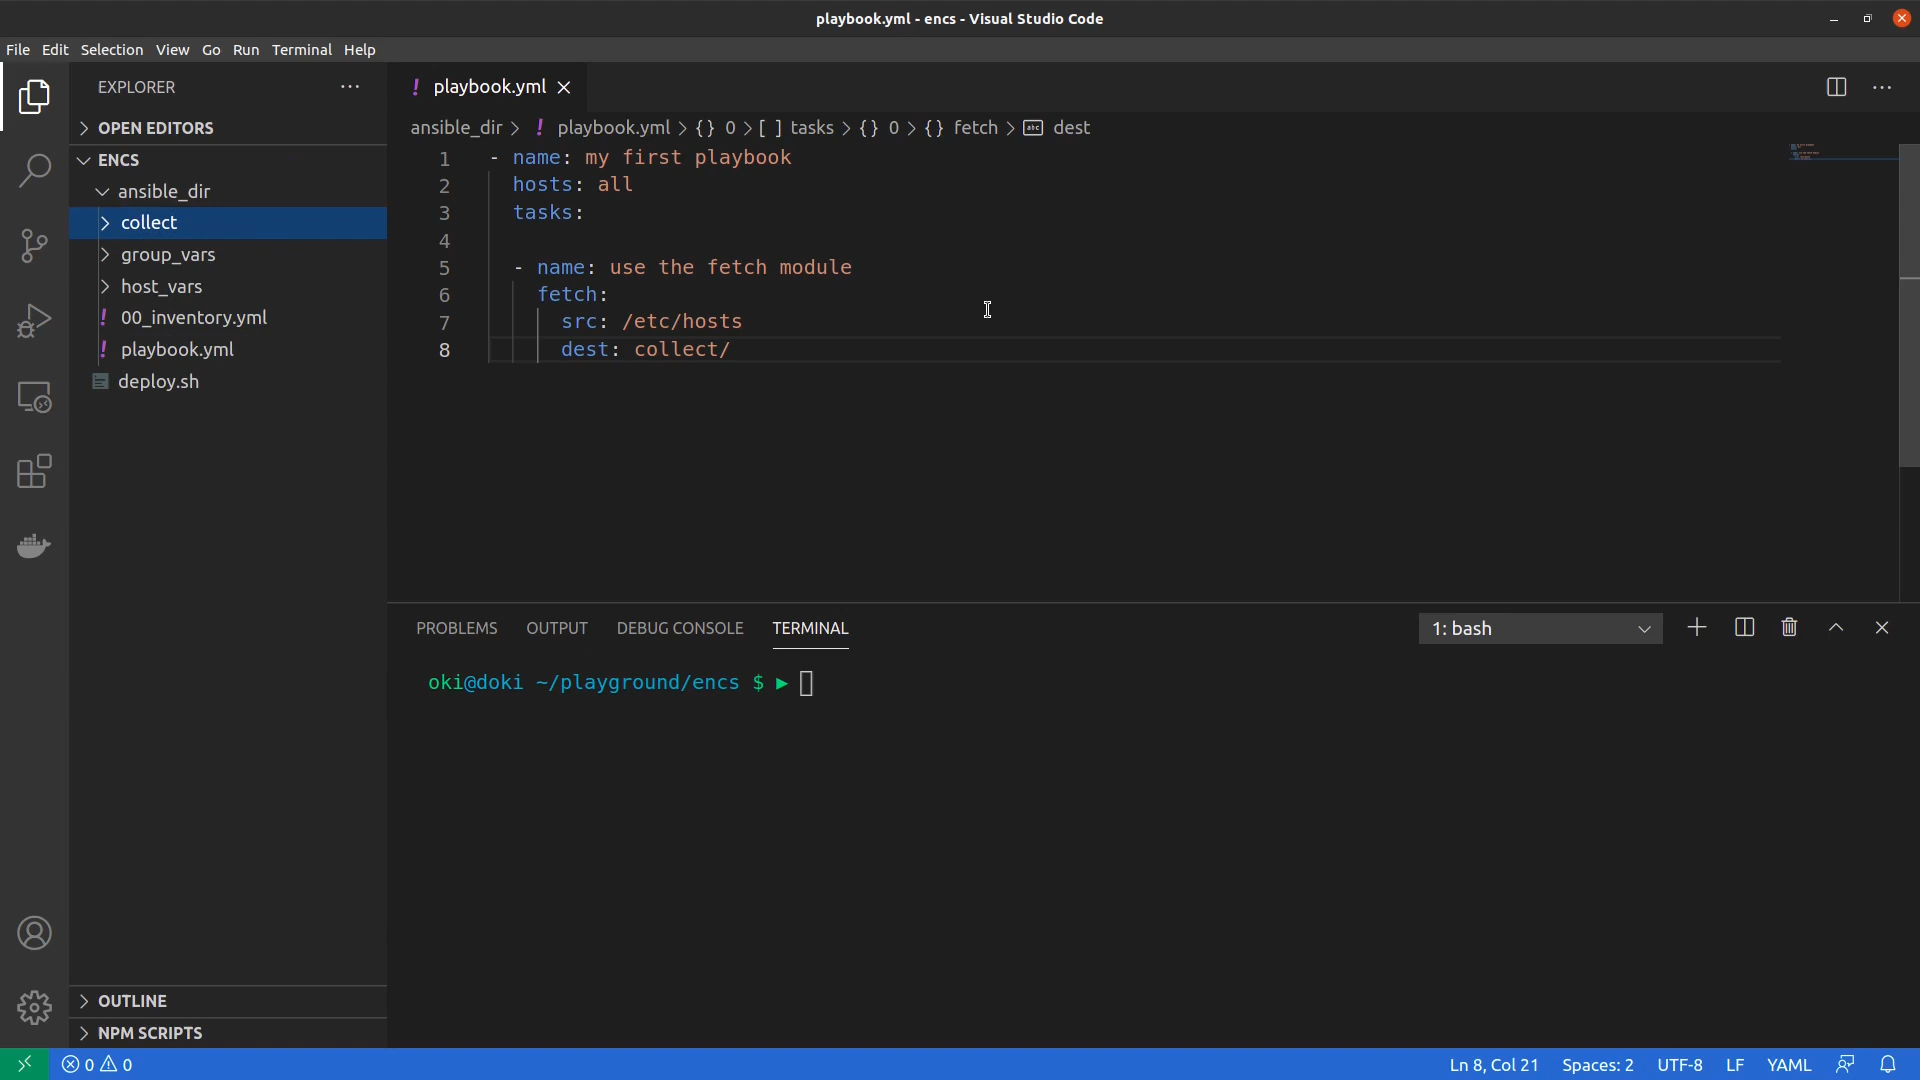 playbook.yml - encs - Visual Studio Code
File Edit Selection View Go Run Terminal Help
EXPLORER
OPEN EDITORS
ENCS
ansible_dir
collect
group_vars
host_vars
! 00_inventory.yml
! playbook.yml
deploy.sh
OUTLINE
NPM SCRIPTS
! playbook.yml
ansible_dir > ! playbook.yml > {} 0 > [ ] tasks > {} 0 > {} fetch > abc dest
1 - name: my first playbook
2 hosts: all
3 tasks:
4
5 - name: use the fetch module
6 fetch:
7 src: /etc/hosts
8 dest: collect/
PROBLEMS OUTPUT DEBUG CONSOLE TERMINAL
1: bash
oki@doki ~/playground/encs $ ▶
0 0
Ln 8, Col 21 Spaces: 2 UTF-8 LF YAML